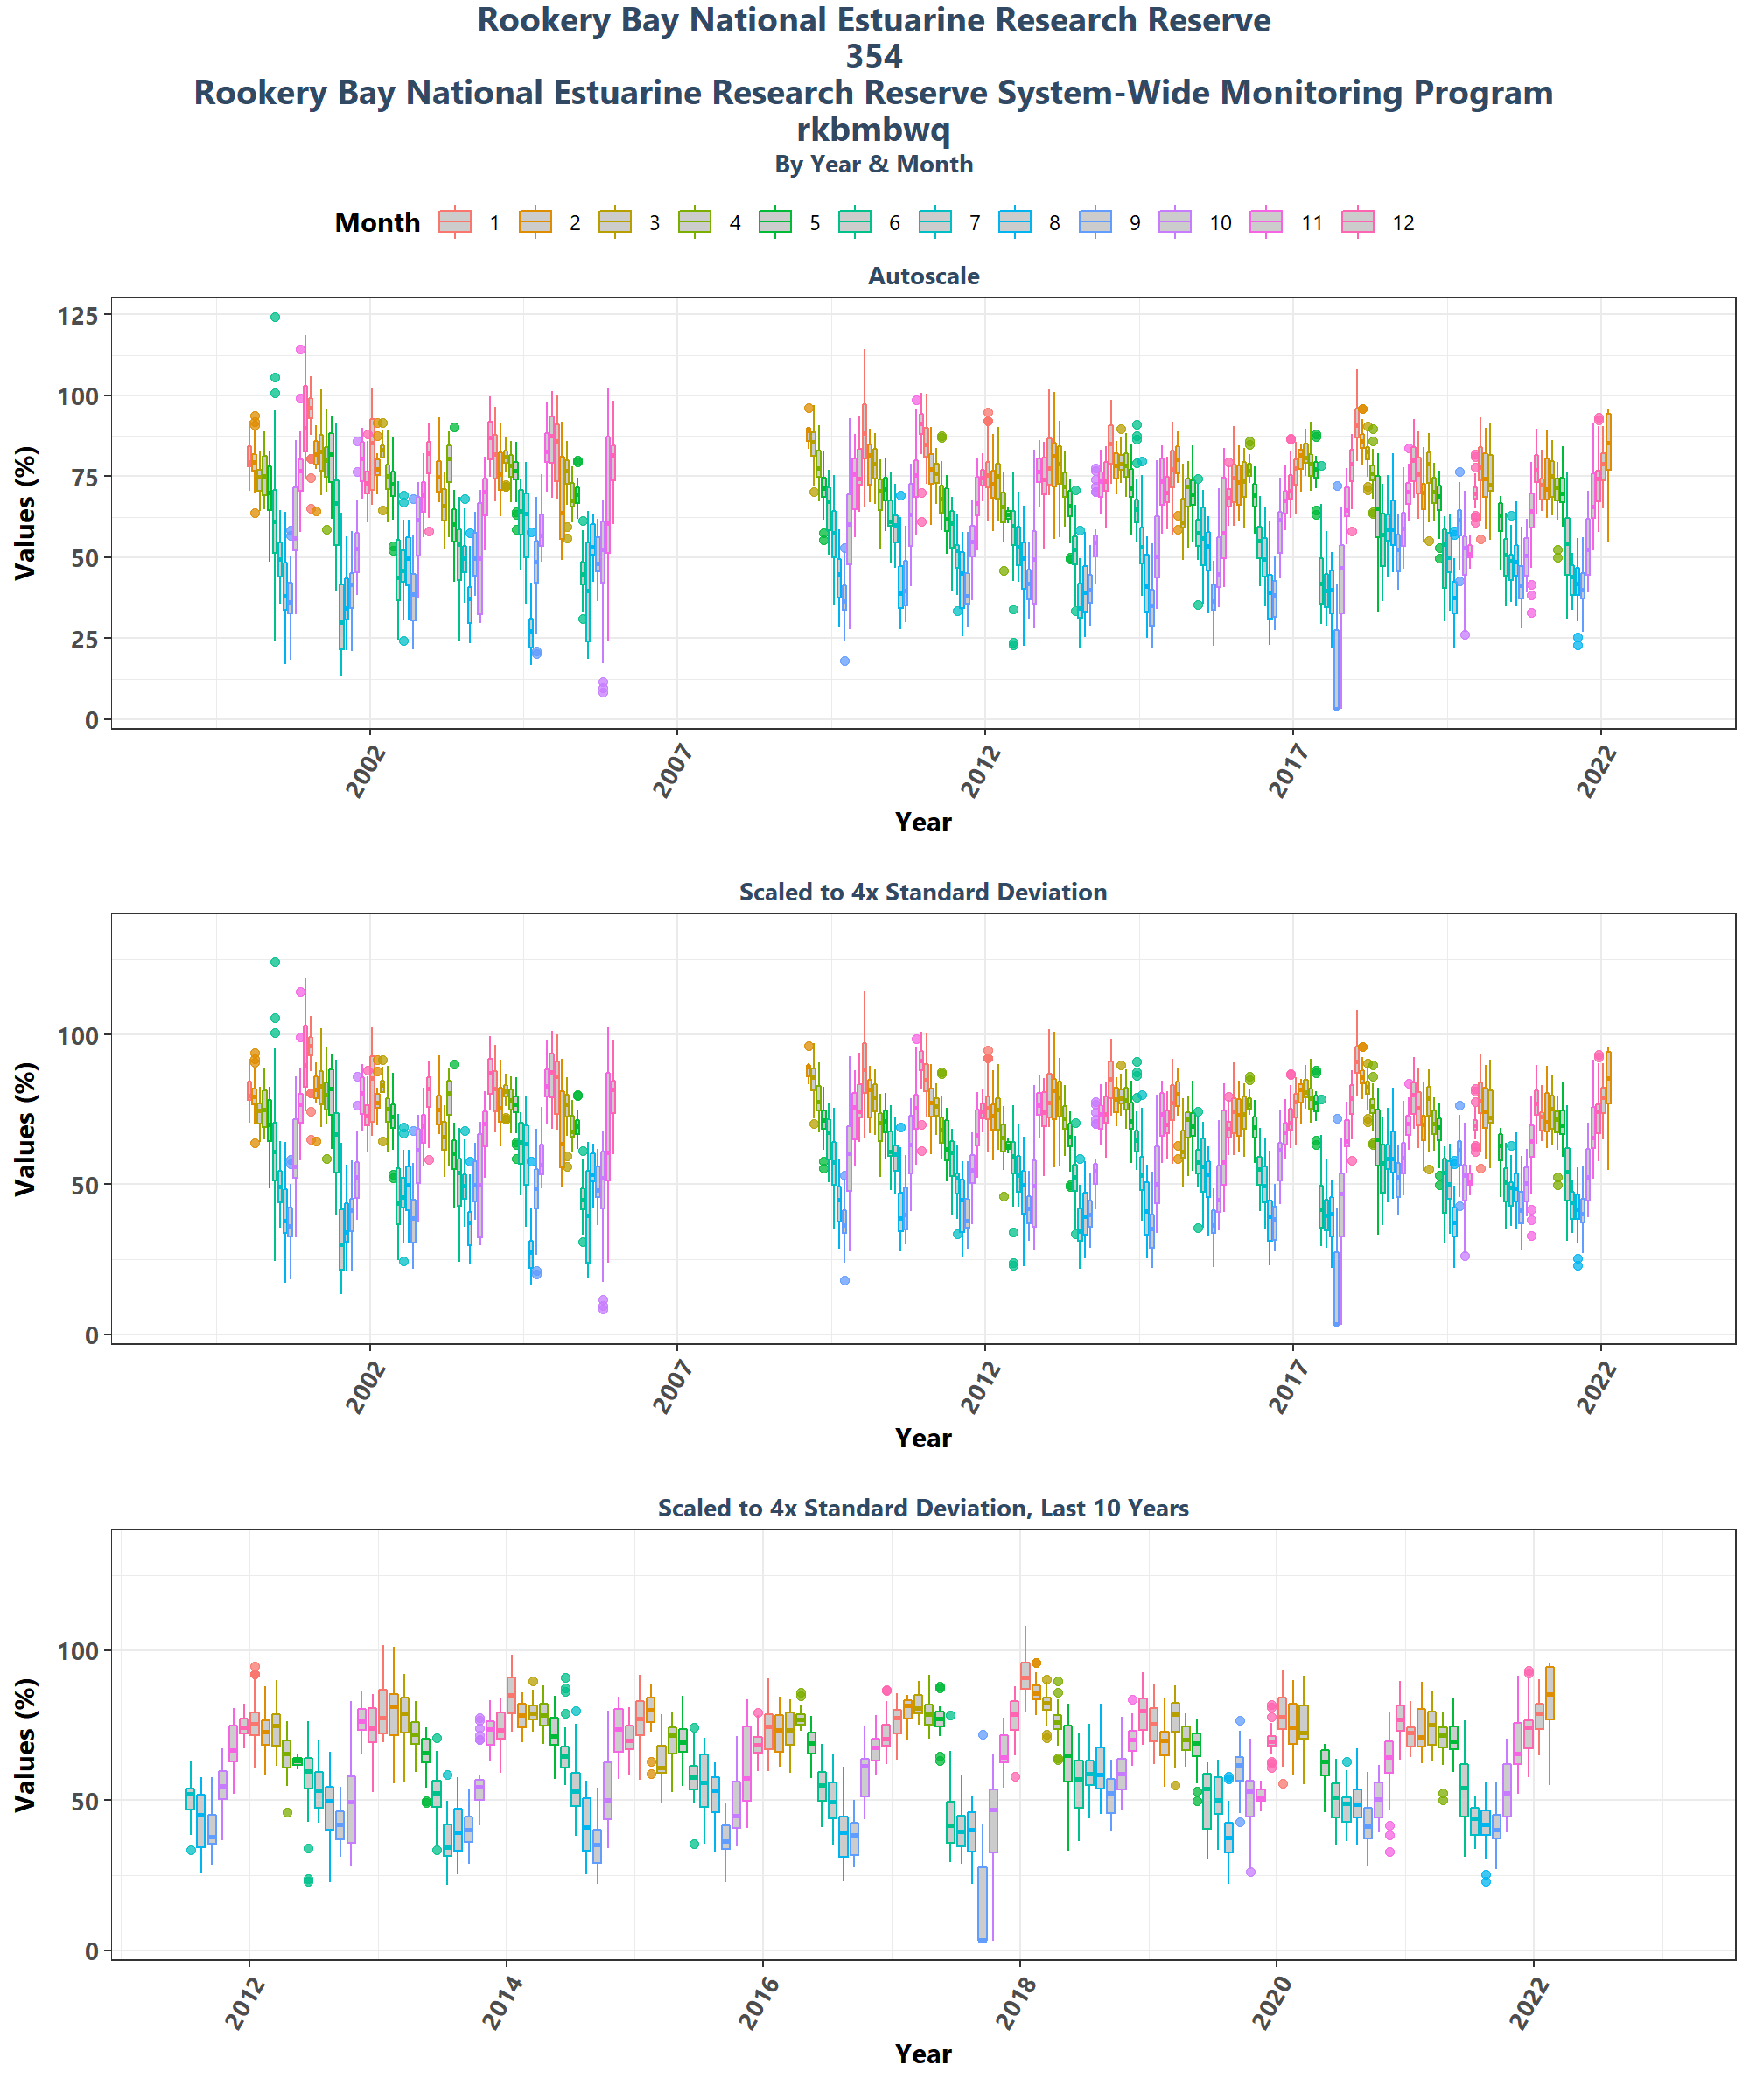 Rookery Bay National Estuarine Research Reserve
354
Rookery Bay National Estuarine Research Reserve System-Wide Monitoring Program
rkbmbwq
By Year & Month
Month 1 2 3 4 5 6 7 8 9 10 11 12
Autoscale
Values (%)
125
100
75
50
25
0
2002 2007 2012 2017 2022
Year
Scaled to 4x Standard Deviation
Values (%)
100
50
0
2002 2007 2012 2017 2022
Year
Scaled to 4x Standard Deviation, Last 10 Years
Values (%)
100
50
0
2012 2014 2016 2018 2020 2022
Year